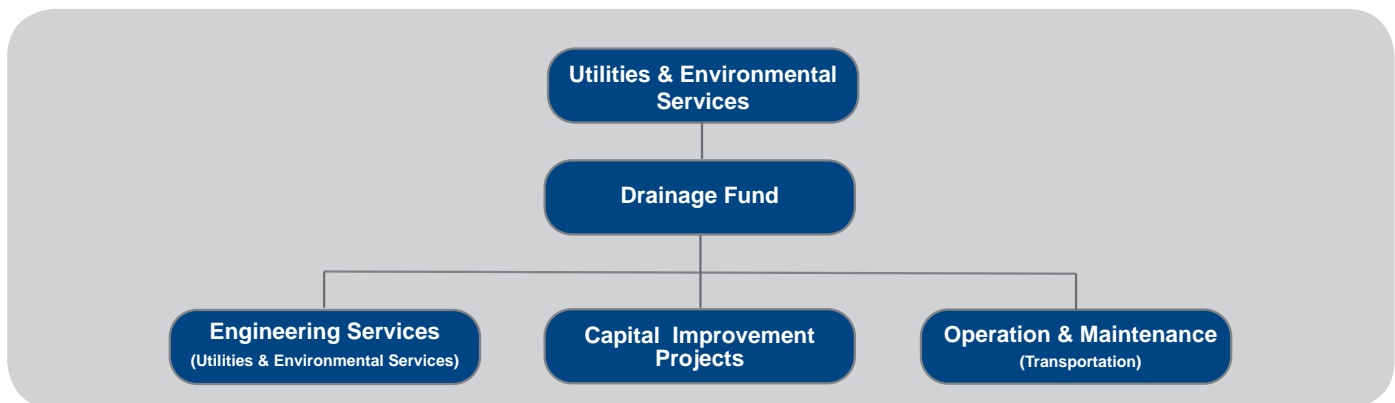 Utilities & Environmental
Services
Drainage Fund
Engineering Services
(Utilities & Environmental Services)
Capital Improvement
Projects
Operation & Maintenance
(Transportation)